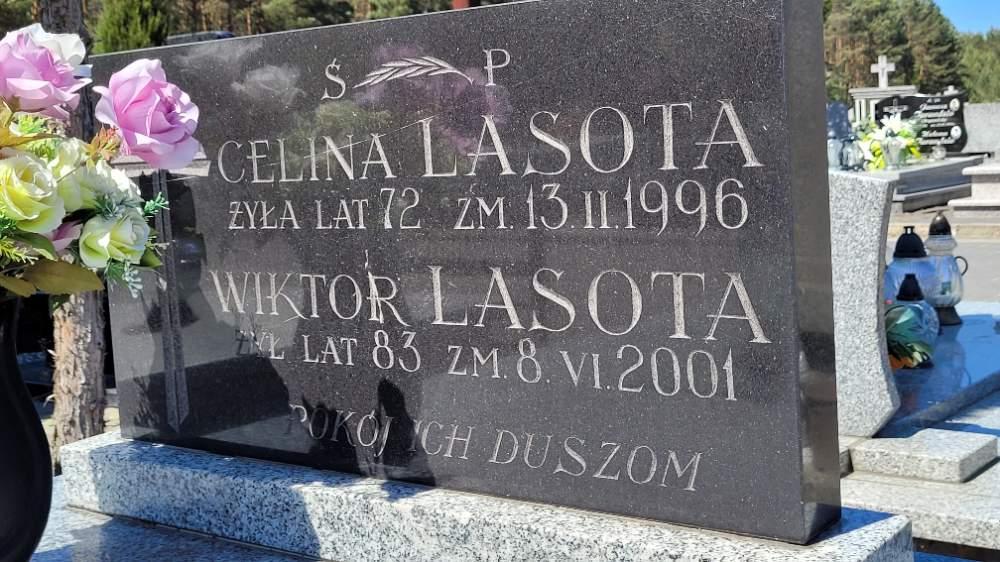 Ś P
CELINA LASOTA
ŻYŁA LAT 72 ZM. 13.II.1996
WIKTOR LASOTA
ŻYŁ LAT 83 ZM. 8.VI.2001
POKÓJ ICH DUSZOM